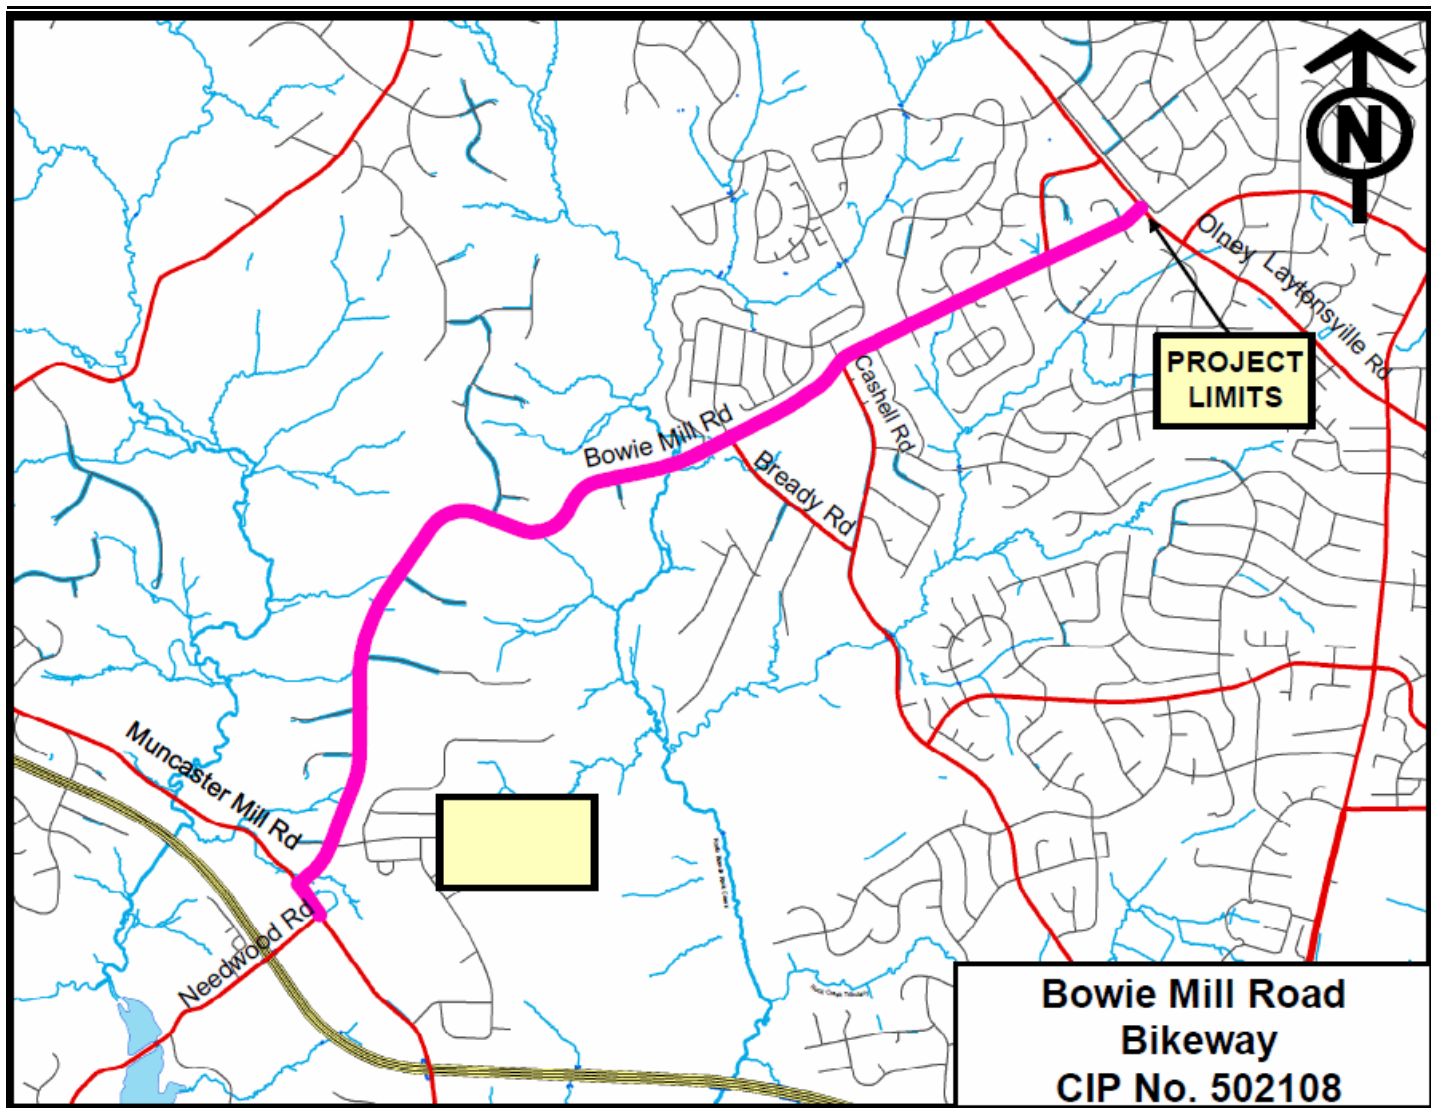 N
Olney Laytonsville Rd
PROJECT
LIMITS
Cashell Rd
Bowie Mill Rd
Bready Rd
Muncaster Mill Rd
Needwood Rd
Bowie Mill Road
Bikeway
CIP No. 502108